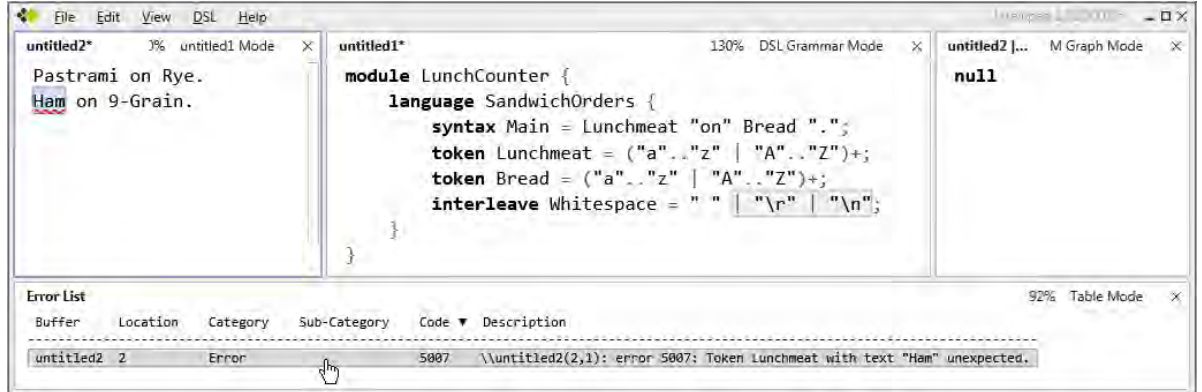 File Edit View DSL Help
untitled2* )% untitled1 Mode ×
Pastrami on Rye.
Ham on 9-Grain.
untitled1* 130% DSL Grammar Mode ×
module LunchCounter {
language SandwichOrders {
syntax Main = Lunchmeat "on" Bread ".";
token Lunchmeat = ("a".."z" | "A".."Z")+;
token Bread = ("a".."z" | "A".."Z")+;
interleave Whitespace = " " | "\r" | "\n";
}
}
untitled2 |... M Graph Mode ×
null
Error List 92% Table Mode ×
Buffer Location Category Sub-Category Code ▼ Description
untitled2 2 Error 5007 \\untitled2(2,1): error 5007: Token Lunchmeat with text "Ham" unexpected.